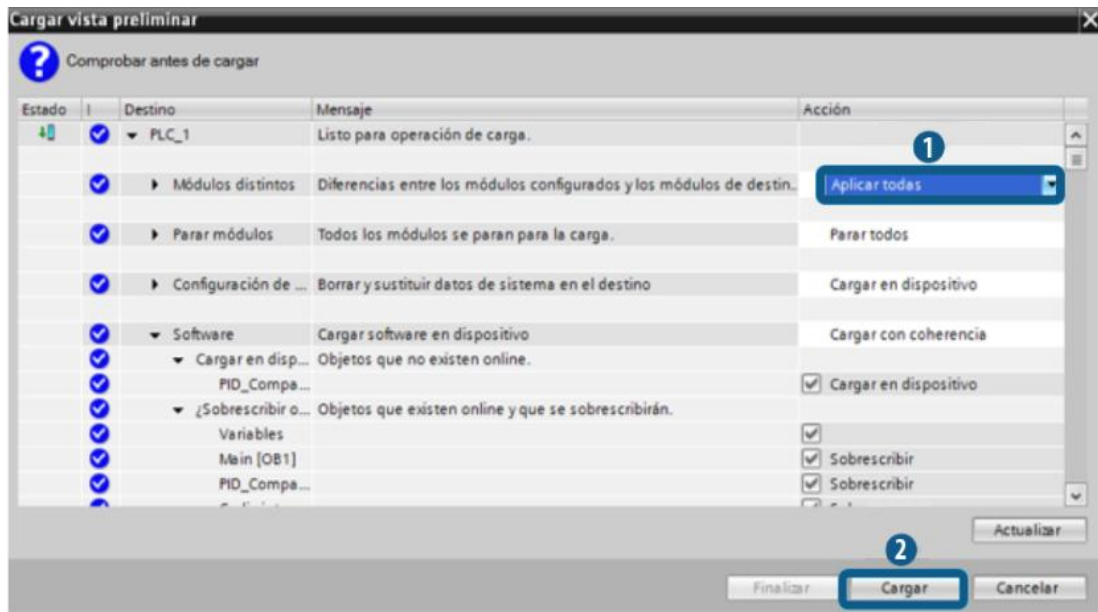 Cargar vista preliminar
Comprobar antes de cargar
Estado ! Destino Mensaje Acción
PLC_1 Listo para operación de carga.
1
Módulos distintos Diferencias entre los módulos configurados y los módulos de destin.. Aplicar todas
Parar módulos Todos los módulos se paran para la carga. Parar todos
Configuración de ... Borrar y sustituir datos de sistema en el destino Cargar en dispositivo
Software Cargar software en dispositivo Cargar con coherencia
Cargar en disp... Objetos que no existen online.
PID_Compa... Cargar en dispositivo
¿Sobrescribir o... Objetos que existen online y que se sobrescribirán.
Variables
Main [OB1] Sobrescribir
PID_Compa... Sobrescribir
Actualizar
2
Finalizar Cargar Cancelar